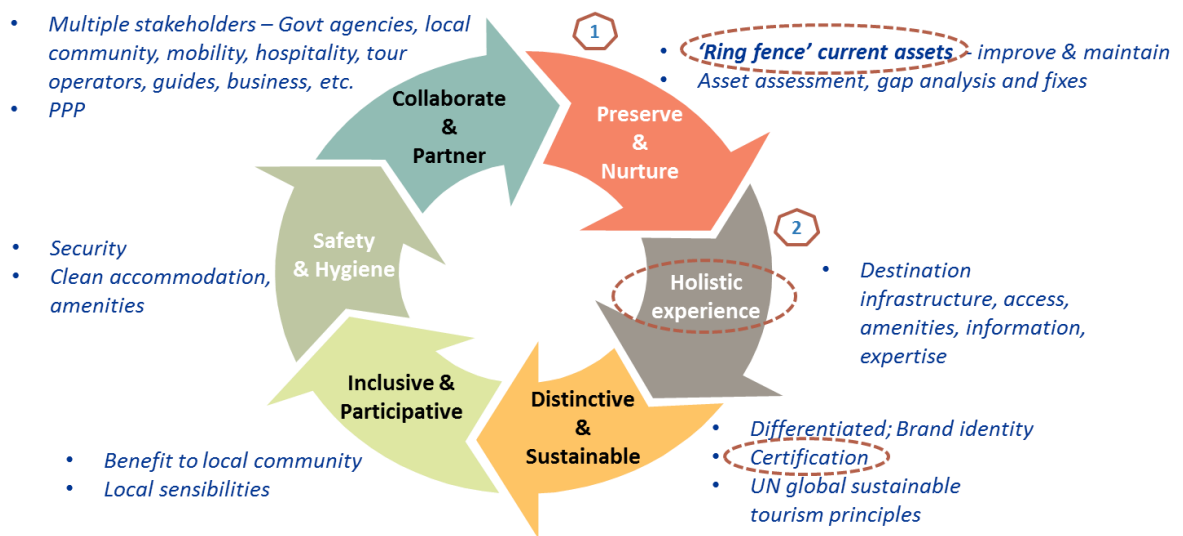 • Multiple stakeholders – Govt agencies, local
community, mobility, hospitality, tour
operators, guides, business, etc.
• PPP
Collaborate
&
Partner
1
Preserve
&
Nurture
• ‘Ring fence’ current assets - improve & maintain
• Asset assessment, gap analysis and fixes
2
Holistic
experience
• Destination
infrastructure, access,
amenities, information,
expertise
Distinctive
&
Sustainable
• Differentiated; Brand identity
• Certification
• UN global sustainable
tourism principles
Inclusive &
Participative
• Benefit to local community
• Local sensibilities
Safety
& Hygiene
• Security
• Clean accommodation,
amenities